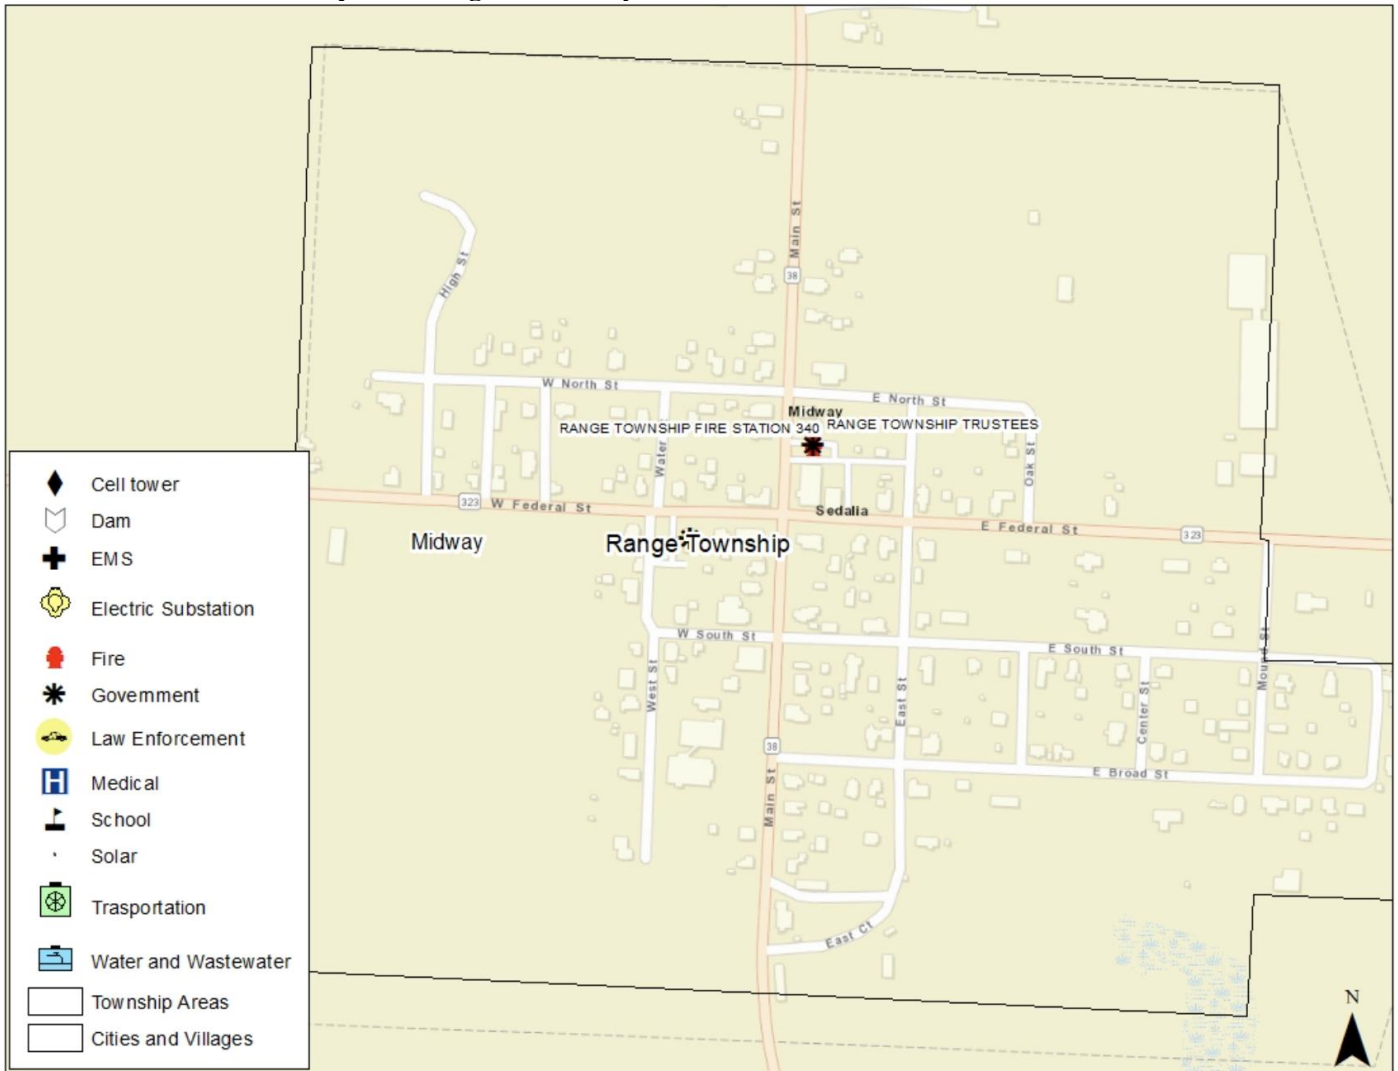 Main St
38
High St
W North St
E North St
Midway
RANGE TOWNSHIP FIRE STATION 340
RANGE TOWNSHIP TRUSTEES
Water
Oak St
323
W Federal St
Sedalia
E Federal St
323
Midway
Range Township
W South St
E South St
West St
East St
Center St
Mound St
38
Main St
E Broad St
East Ct
N
Cell tower
Dam
EMS
Electric Substation
Fire
Government
Law Enforcement
H
Medical
School
Solar
Trasportation
Water and Wastewater
Township Areas
Cities and Villages